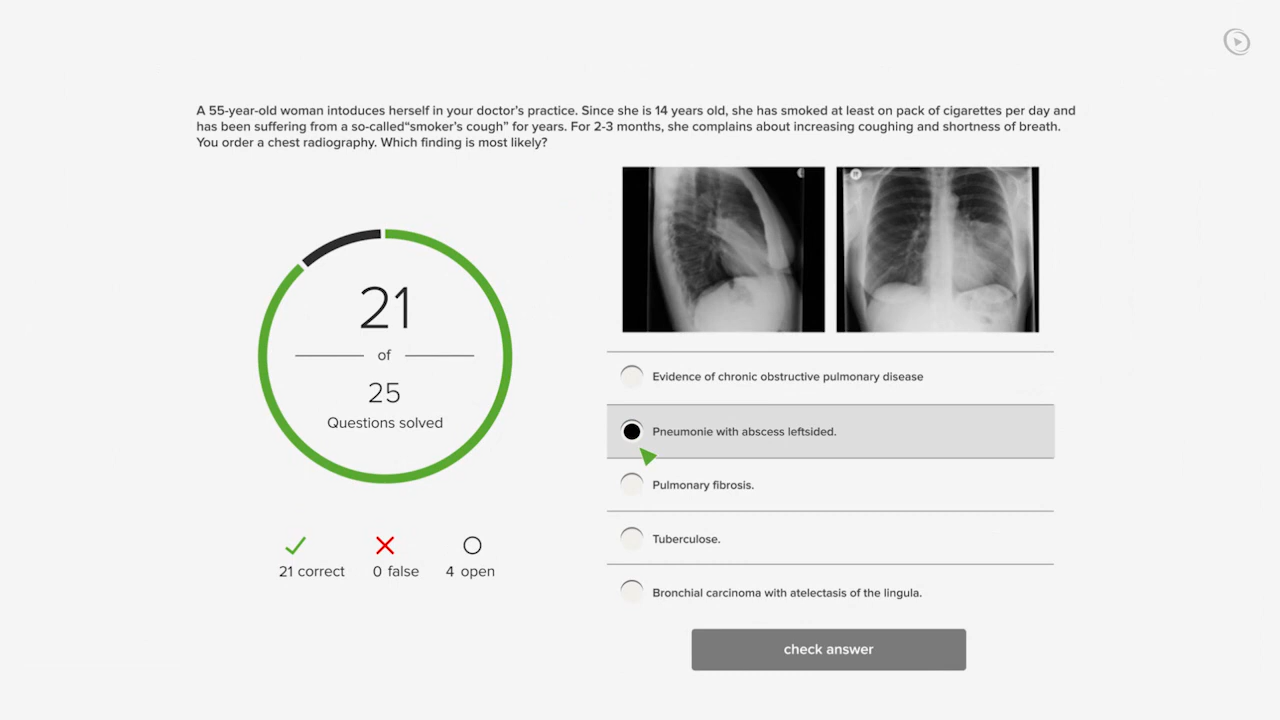 A 55-year-old woman intoduces herself in your doctor's practice. Since she is 14 years old, she has smoked at least on pack of cigarettes per day and
has been suffering from a so-called“smoker's cough” for years. For 2-3 months, she complains about increasing coughing and shortness of breath.
You order a chest radiography. Which finding is most likely?
21
of
25
Questions solved
21 correct
0 false
4 open
Evidence of chronic obstructive pulmonary disease
Pneumonie with abscess leftsided.
Pulmonary fibrosis.
Tuberculose.
Bronchial carcinoma with atelectasis of the lingula.
check answer